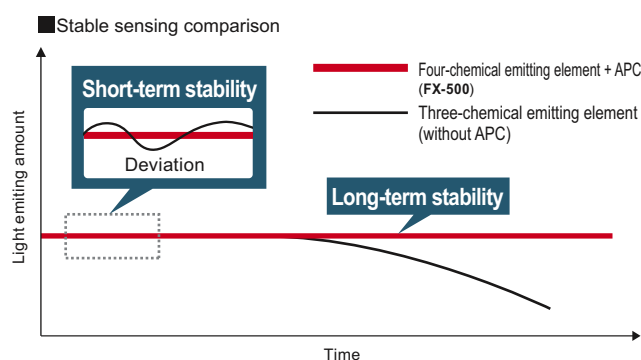 ■Stable sensing comparison
Short-term stability
Deviation
Four-chemical emitting element + APC
(FX-500)
Three-chemical emitting element
(without APC)
Long-term stability
Light emitting amount
Time